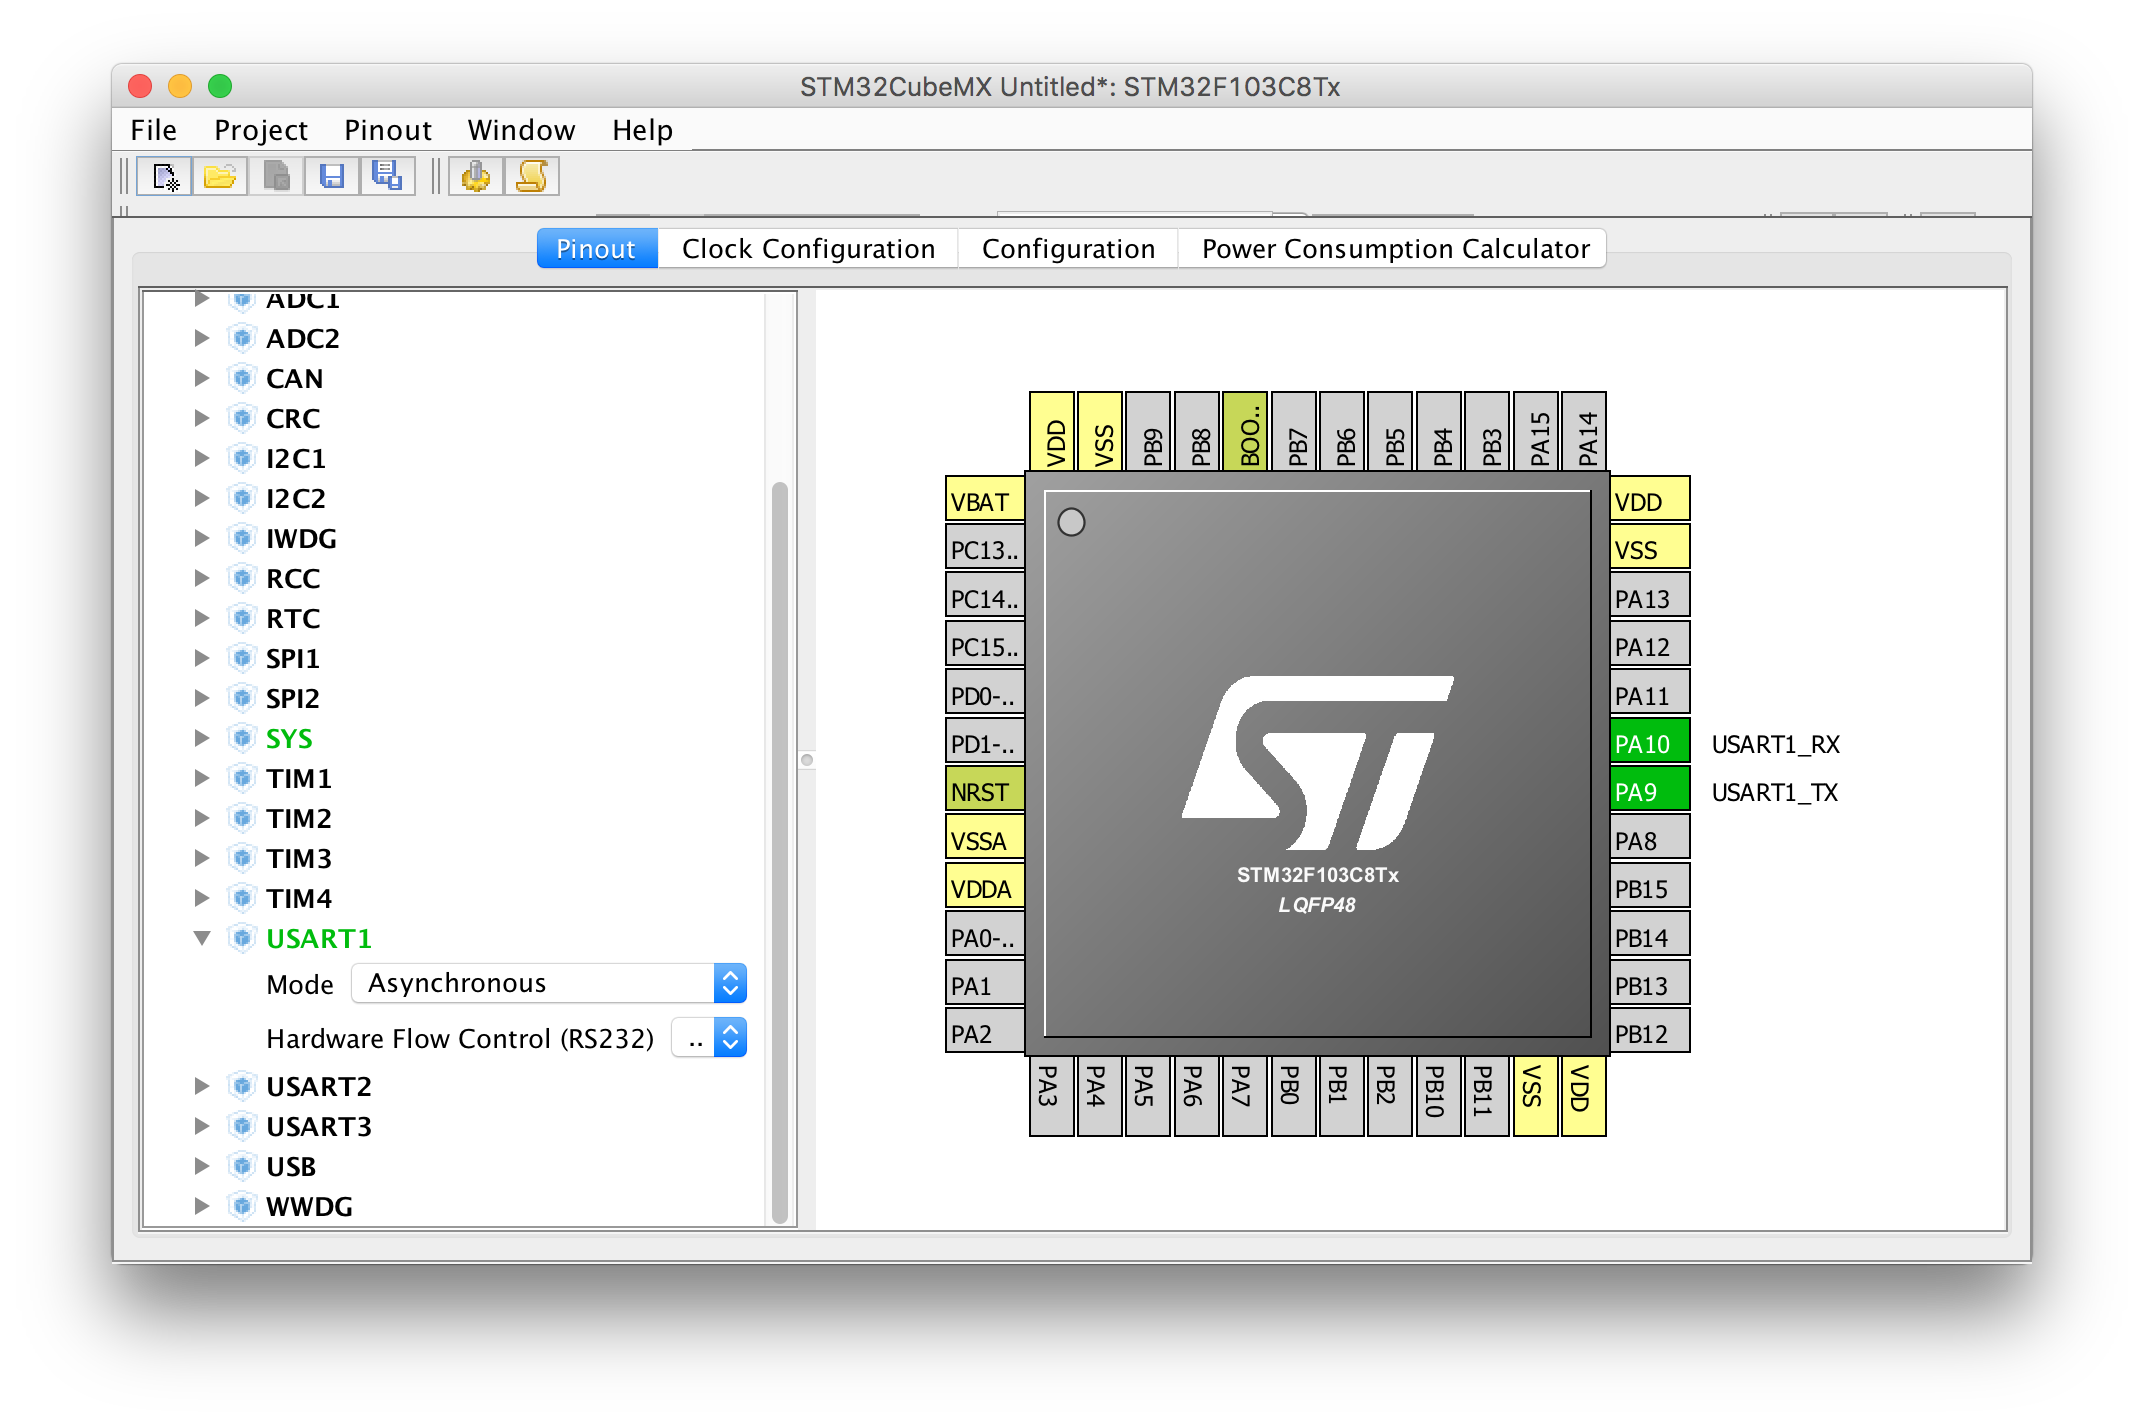 STM32CubeMX Untitled*: STM32F103C8Tx
File Project Pinout Window Help
Pinout Clock Configuration Configuration Power Consumption Calculator
ADC1
ADC2
CAN
CRC
I2C1
I2C2
IWDG
RCC
RTC
SPI1
SPI2
SYS
TIM1
TIM2
TIM3
TIM4
USART1
Mode Asynchronous
Hardware Flow Control (RS232) ..
USART2
USART3
USB
WWDG
VDD VSS PB9 PB8 BOO.. PB7 PB6 PB5 PB4 PB3 PA15 PA14
VBAT
PC13..
PC14..
PC15..
PD0-..
PD1-..
NRST
VSSA
VDDA
PA0-..
PA1
PA2
ST
STM32F103C8Tx
LQFP48
VDD
VSS
PA13
PA12
PA11
PA10 USART1_RX
PA9 USART1_TX
PA8
PB15
PB14
PB13
PB12
PA3 PA4 PA5 PA6 PA7 PB0 PB1 PB2 PB10 PB11 VSS VDD